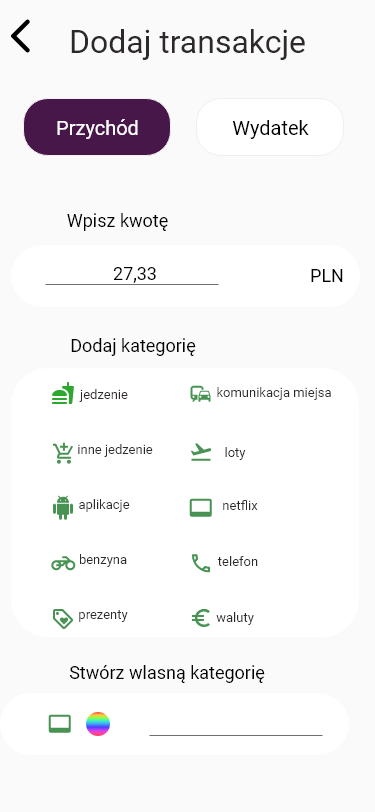 Dodaj transakcje
Przychód Wydatek
Wpisz kwotę
27,33 PLN
Dodaj kategorię
jedzenie komunikacja miejsa
inne jedzenie loty
aplikacje netflix
benzyna telefon
prezenty waluty
Stwórz wlasną kategorię